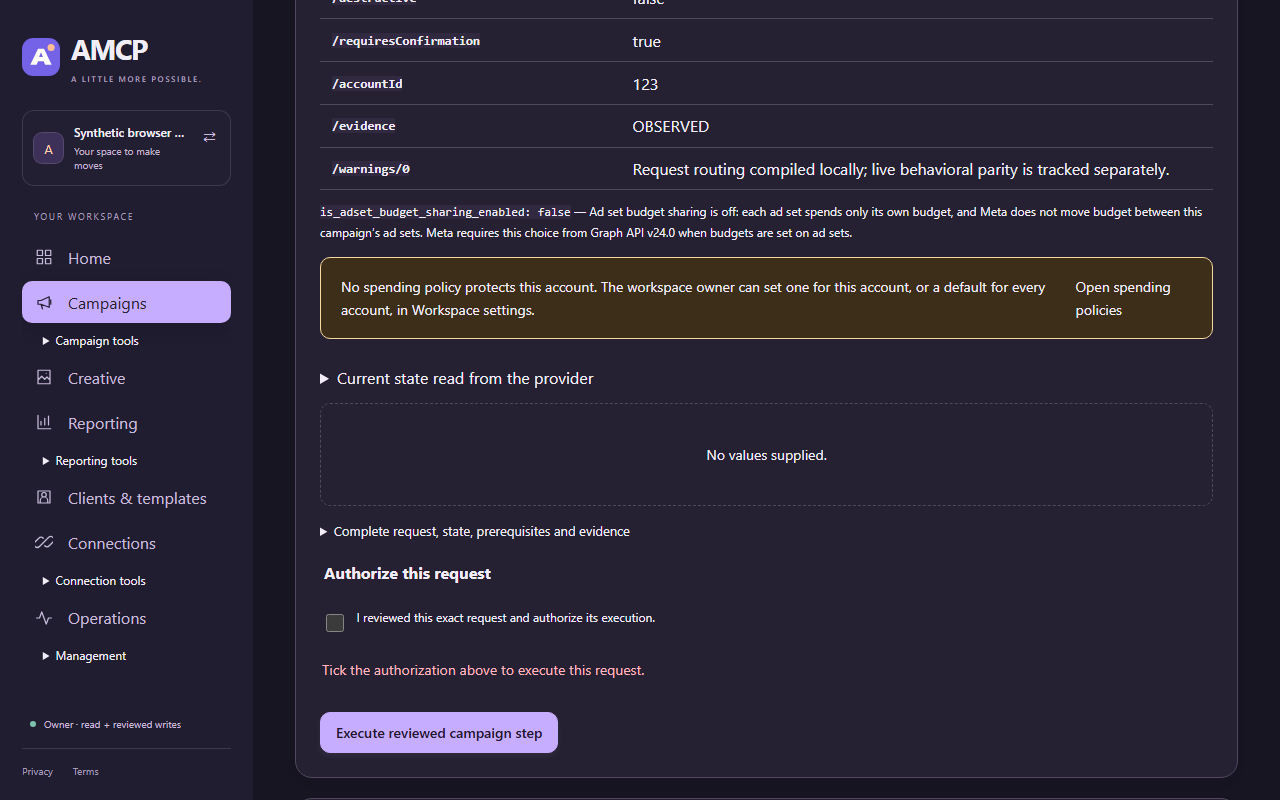 AMCP
A LITTLE MORE POSSIBLE.
A
Synthetic browser ...
Your space to make
moves
YOUR WORKSPACE
Home
Campaigns
Campaign tools
Creative
Reporting
Reporting tools
Clients & templates
Connections
Connection tools
Operations
Management
Owner · read + reviewed writes
Privacy Terms
/destructive false
/requiresConfirmation true
/accountId 123
/evidence OBSERVED
/warnings/0 Request routing compiled locally; live behavioral parity is tracked separately.
is_adset_budget_sharing_enabled: false — Ad set budget sharing is off: each ad set spends only its own budget, and Meta does not move budget between this
campaign's ad sets. Meta requires this choice from Graph API v24.0 when budgets are set on ad sets.
No spending policy protects this account. The workspace owner can set one for this account, or a default for every
account, in Workspace settings.
Open spending
policies
Current state read from the provider
No values supplied.
Complete request, state, prerequisites and evidence
Authorize this request
I reviewed this exact request and authorize its execution.
Tick the authorization above to execute this request.
Execute reviewed campaign step